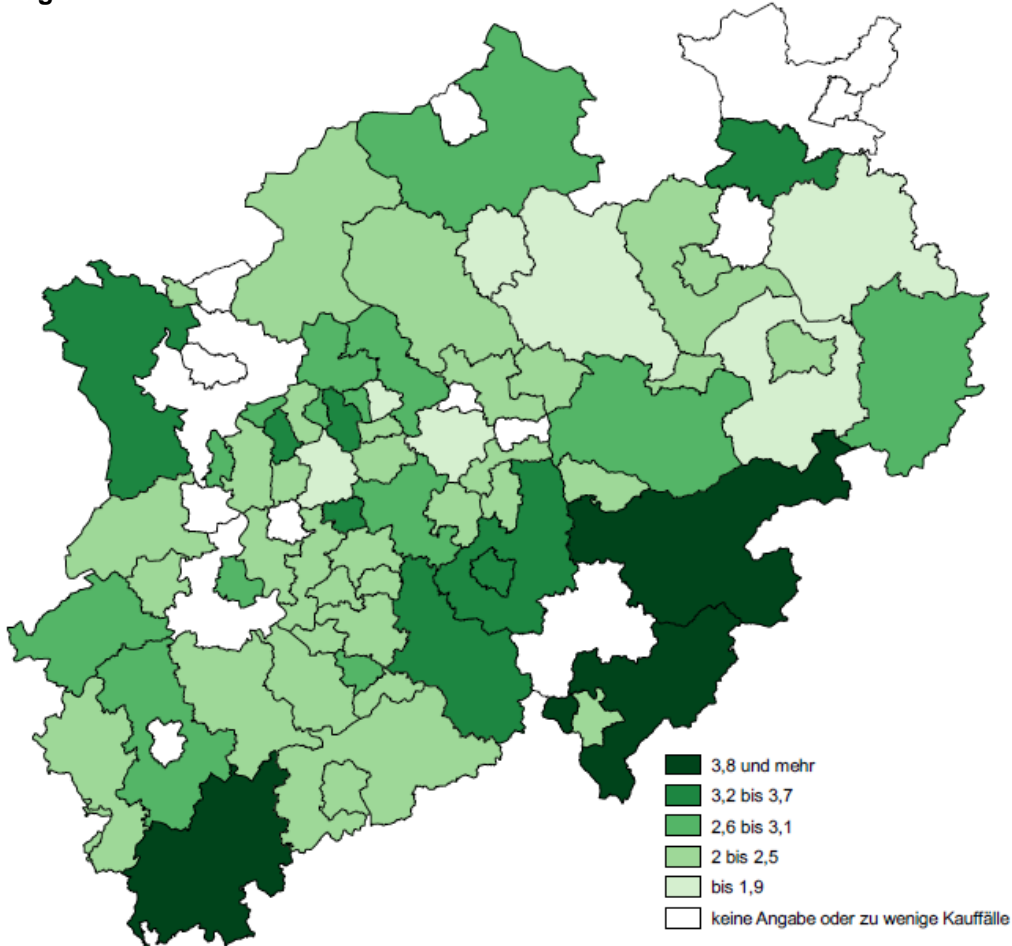 g
3,8 und mehr
3,2 bis 3,7
2,6 bis 3,1
2 bis 2,5
bis 1,9
keine Angabe oder zu wenige Kauffälle